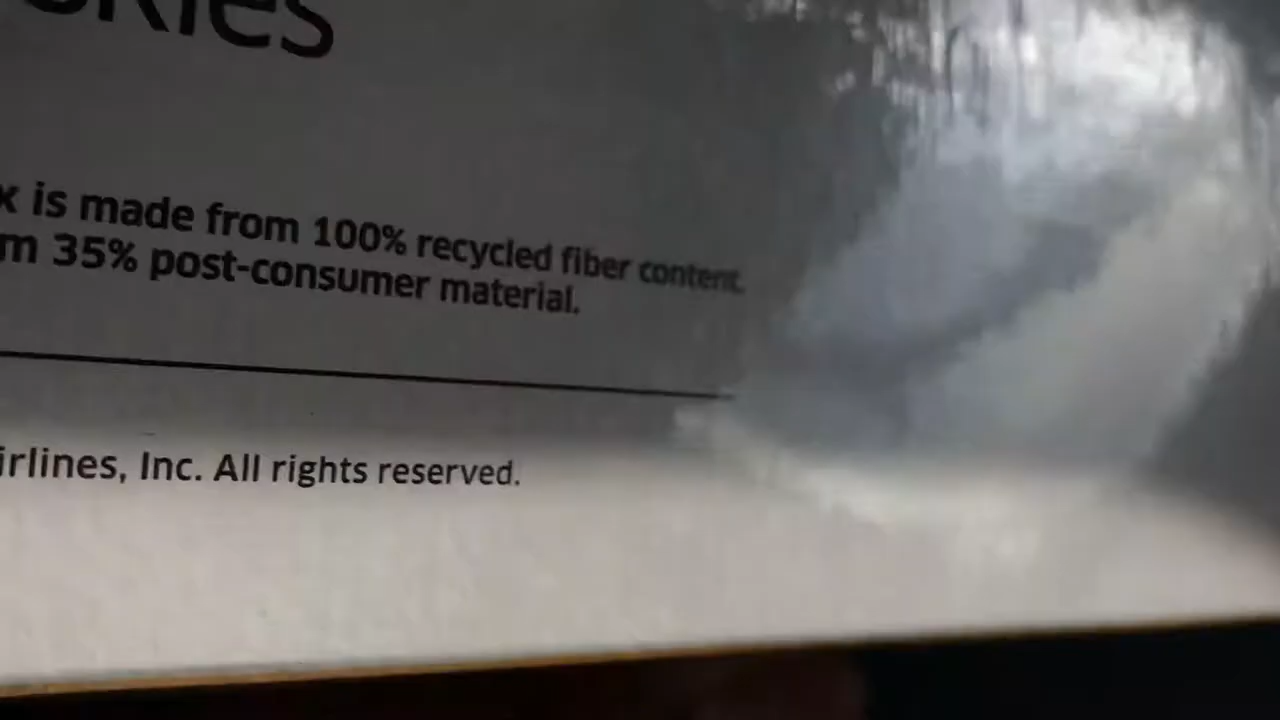 kies
x is made from 100% recycled fiber content.
m 35% post-consumer material.
irlines, Inc. All rights reserved.